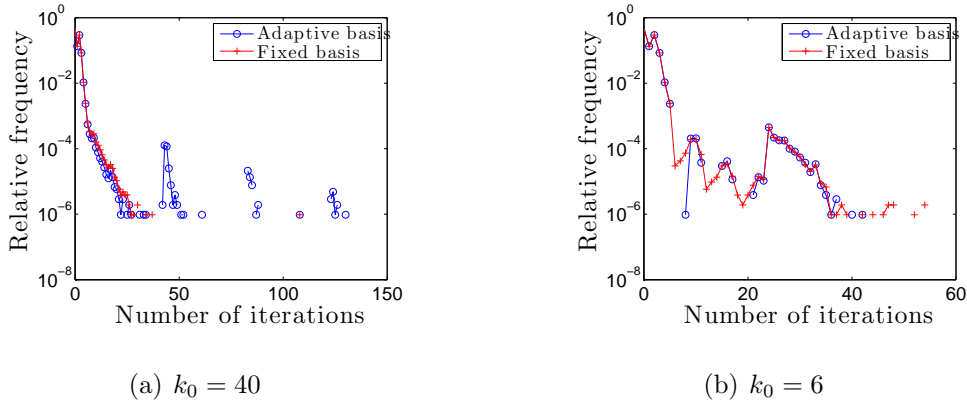 10^0
10^-2
10^-4
10^-6
10^-8
Relative frequency
Adaptive basis
Fixed basis
0 50 100 150
Number of iterations
(a) k_0 = 40
10^0
10^-2
10^-4
10^-6
10^-8
Relative frequency
Adaptive basis
Fixed basis
0 20 40 60
Number of iterations
(b) k_0 = 6